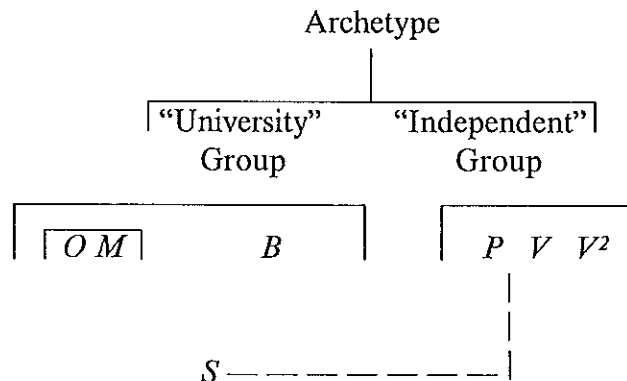 Archetype
“University” “Independent”
Group Group
O M B P V V²
S